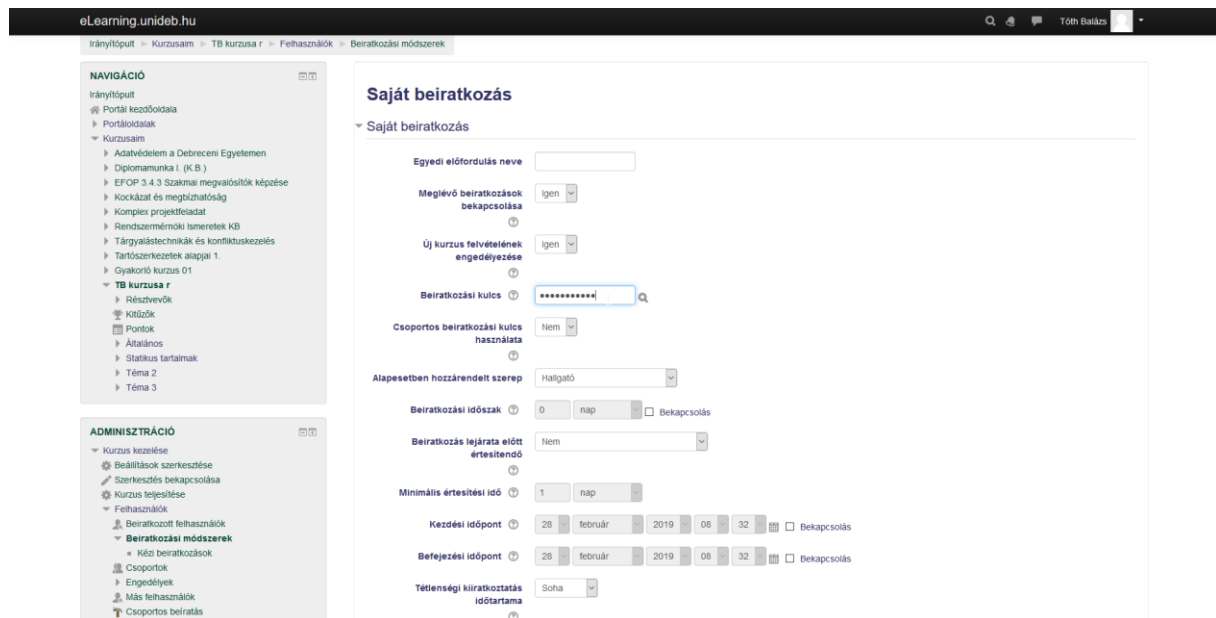 eLearning.unideb.hu
Tóth Balázs
Irányítópult ► Kurzusaim ► TB kurzusa r ► Felhasználók ► Beiratkozási módszerek
NAVIGÁCIÓ
Irányítópult
Portál kezdőoldala
Portáloldalak
Kurzusaim
Adatvédelem a Debreceni Egyetemen
Diplomamunka I. (K.B.)
EFOP 3.4.3 Szakmai megvalósítók képzése
Kockázat és megbízhatóság
Komplex projektfeladat
Rendszermérnöki ismeretek KB
Tárgyalástechnikák és konfliktuskezelés
Tartószerkezetek alapjai 1.
Gyakorló kurzus 01
TB kurzusa r
Résztvevők
Kitűzők
Pontok
Általános
Statikus tartalmak
Téma 2
Téma 3
ADMINISZTRÁCIÓ
Kurzus kezelése
Beállítások szerkesztése
Szerkesztés bekapcsolása
Kurzus teljesítése
Felhasználók
Beiratkozott felhasználók
Beiratkozási módszerek
Kézi beiratkozások
Csoportok
Engedélyek
Más felhasználók
Csoportos beíratás
Saját beiratkozás
Saját beiratkozás
Egyedi előfordulás neve
Meglévő beiratkozások
bekapcsolása
Igen
Új kurzus felvételének
engedélyezése
Igen
Beiratkozási kulcs ●●●●●●●●●●●
Csoportos beiratkozási kulcs
használata
Nem
Alapesetben hozzárendelt szerep Hallgató
Beiratkozási időszak 0 nap Bekapcsolás
Beiratkozás lejárata előtt
értesítendő
Nem
Minimális értesítési idő 1 nap
Kezdési időpont 28 február 2019 08 32 Bekapcsolás
Befejezési időpont 28 február 2019 08 32 Bekapcsolás
Tétlenségi kiiratkoztatás
időtartama
Soha